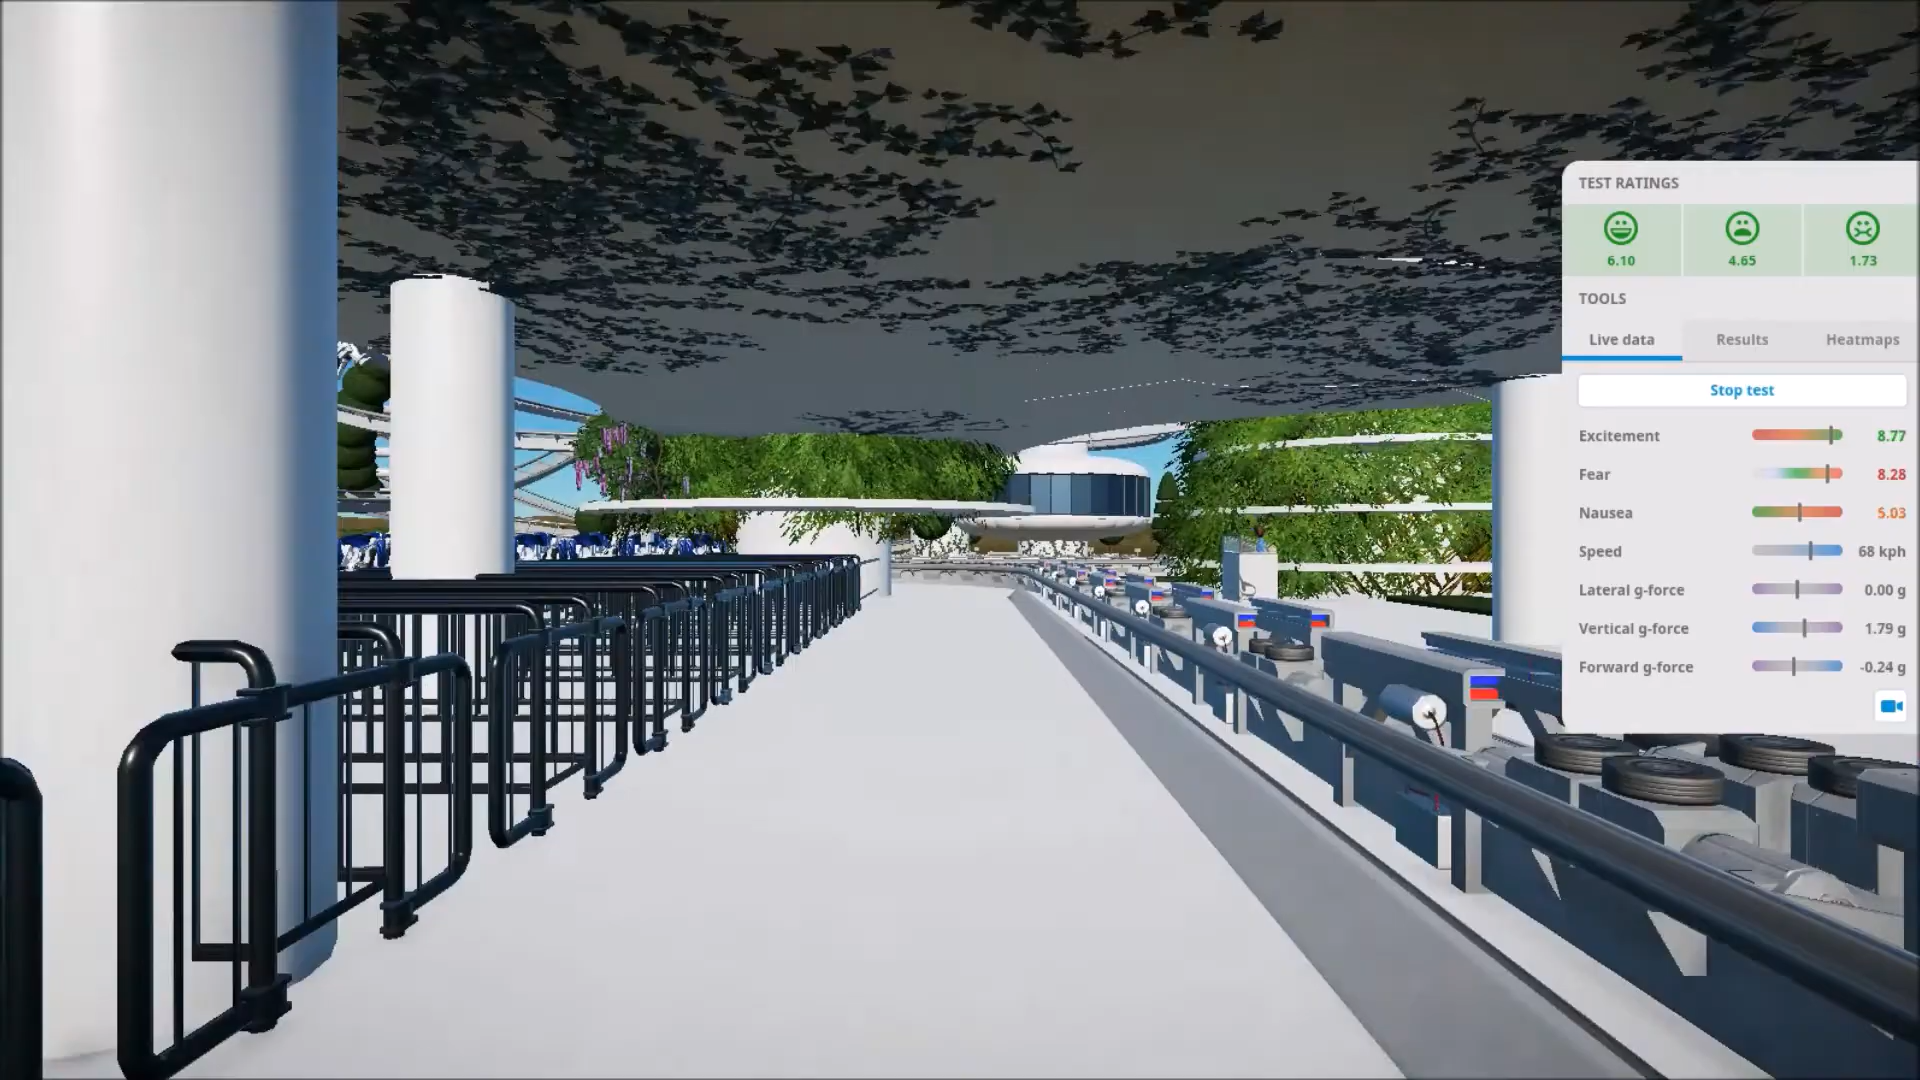 TEST RATINGS
6.10 4.65 1.73
TOOLS
Live data Results Heatmaps
Stop test
Excitement 8.77
Fear 8.28
Nausea 5.03
Speed 68 kph
Lateral g-force 0.00 g
Vertical g-force 1.79 g
Forward g-force -0.24 g